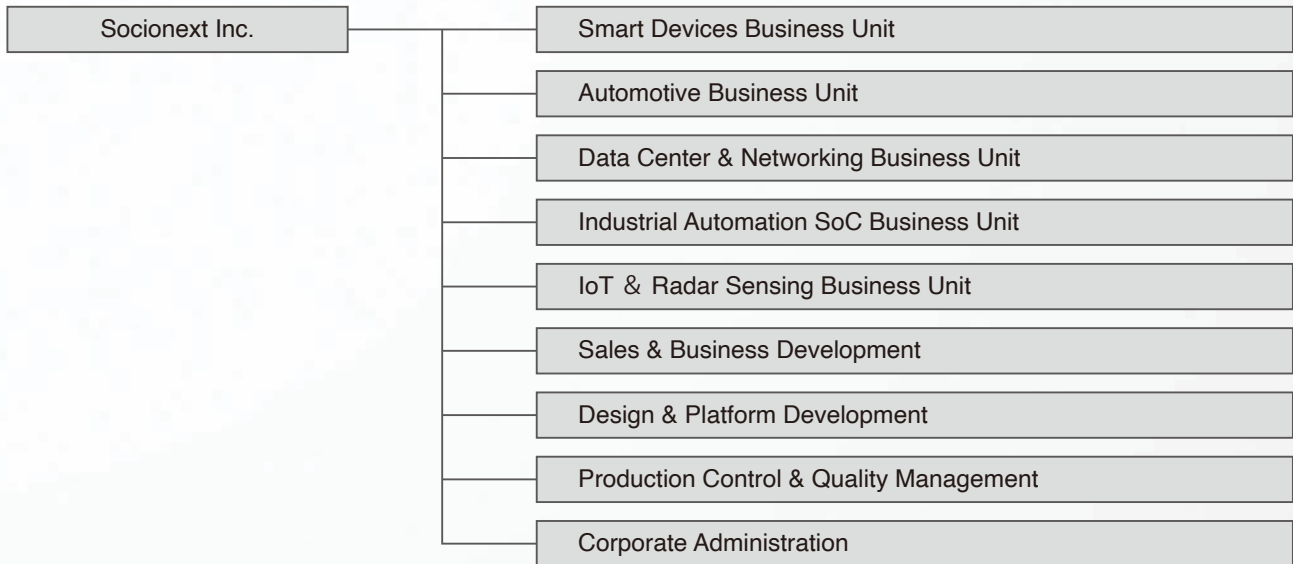 Socionext Inc.
Smart Devices Business Unit
Automotive Business Unit
Data Center & Networking Business Unit
Industrial Automation SoC Business Unit
IoT ＆ Radar Sensing Business Unit
Sales & Business Development
Design & Platform Development
Production Control & Quality Management
Corporate Administration